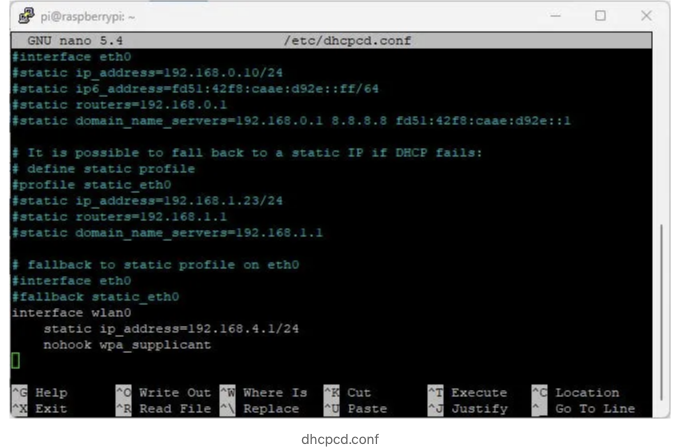 pi@raspberrypi: ~
GNU nano 5.4 /etc/dhcpcd.conf
#interface eth0
#static ip_address=192.168.0.10/24
#static ip6_address=fd51:42f8:caae:d92e::ff/64
#static routers=192.168.0.1
#static domain_name_servers=192.168.0.1 8.8.8.8 fd51:42f8:caae:d92e::1
# It is possible to fall back to a static IP if DHCP fails:
# define static profile
#profile static_eth0
#static ip_address=192.168.1.23/24
#static routers=192.168.1.1
#static domain_name_servers=192.168.1.1
# fallback to static profile on eth0
#interface eth0
#fallback static_eth0
interface wlan0
static ip_address=192.168.4.1/24
nohook wpa_supplicant
^G Help ^O Write Out ^W Where Is ^K Cut ^T Execute ^C Location
^X Exit ^R Read File ^\ Replace ^U Paste ^J Justify ^_ Go To Line
dhcpcd.conf